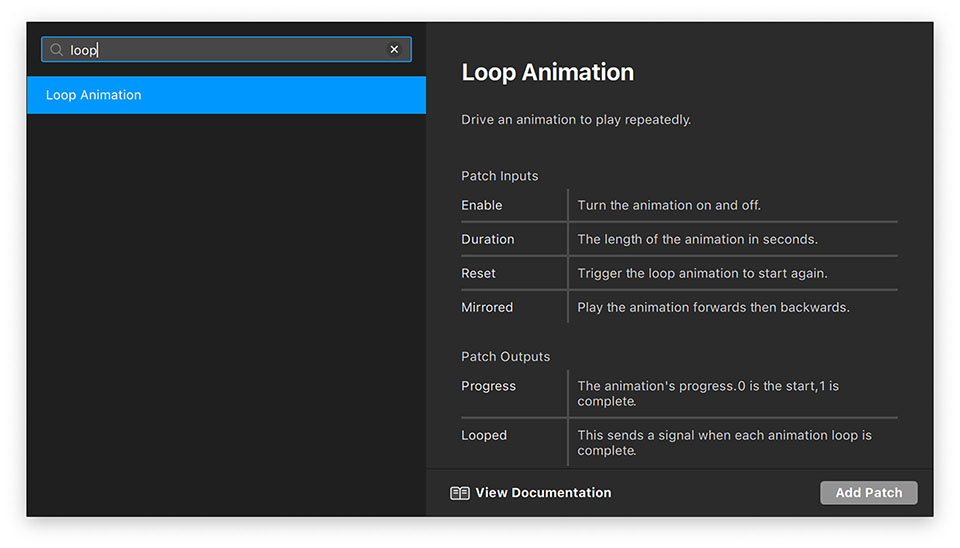 loop
Loop Animation
Loop Animation
Drive an animation to play repeatedly.
Patch Inputs
Enable Turn the animation on and off.
Duration The length of the animation in seconds.
Reset Trigger the loop animation to start again.
Mirrored Play the animation forwards then backwards.
Patch Outputs
Progress The animation's progress.0 is the start,1 is
complete.
Looped This sends a signal when each animation loop is
complete.
View Documentation Add Patch